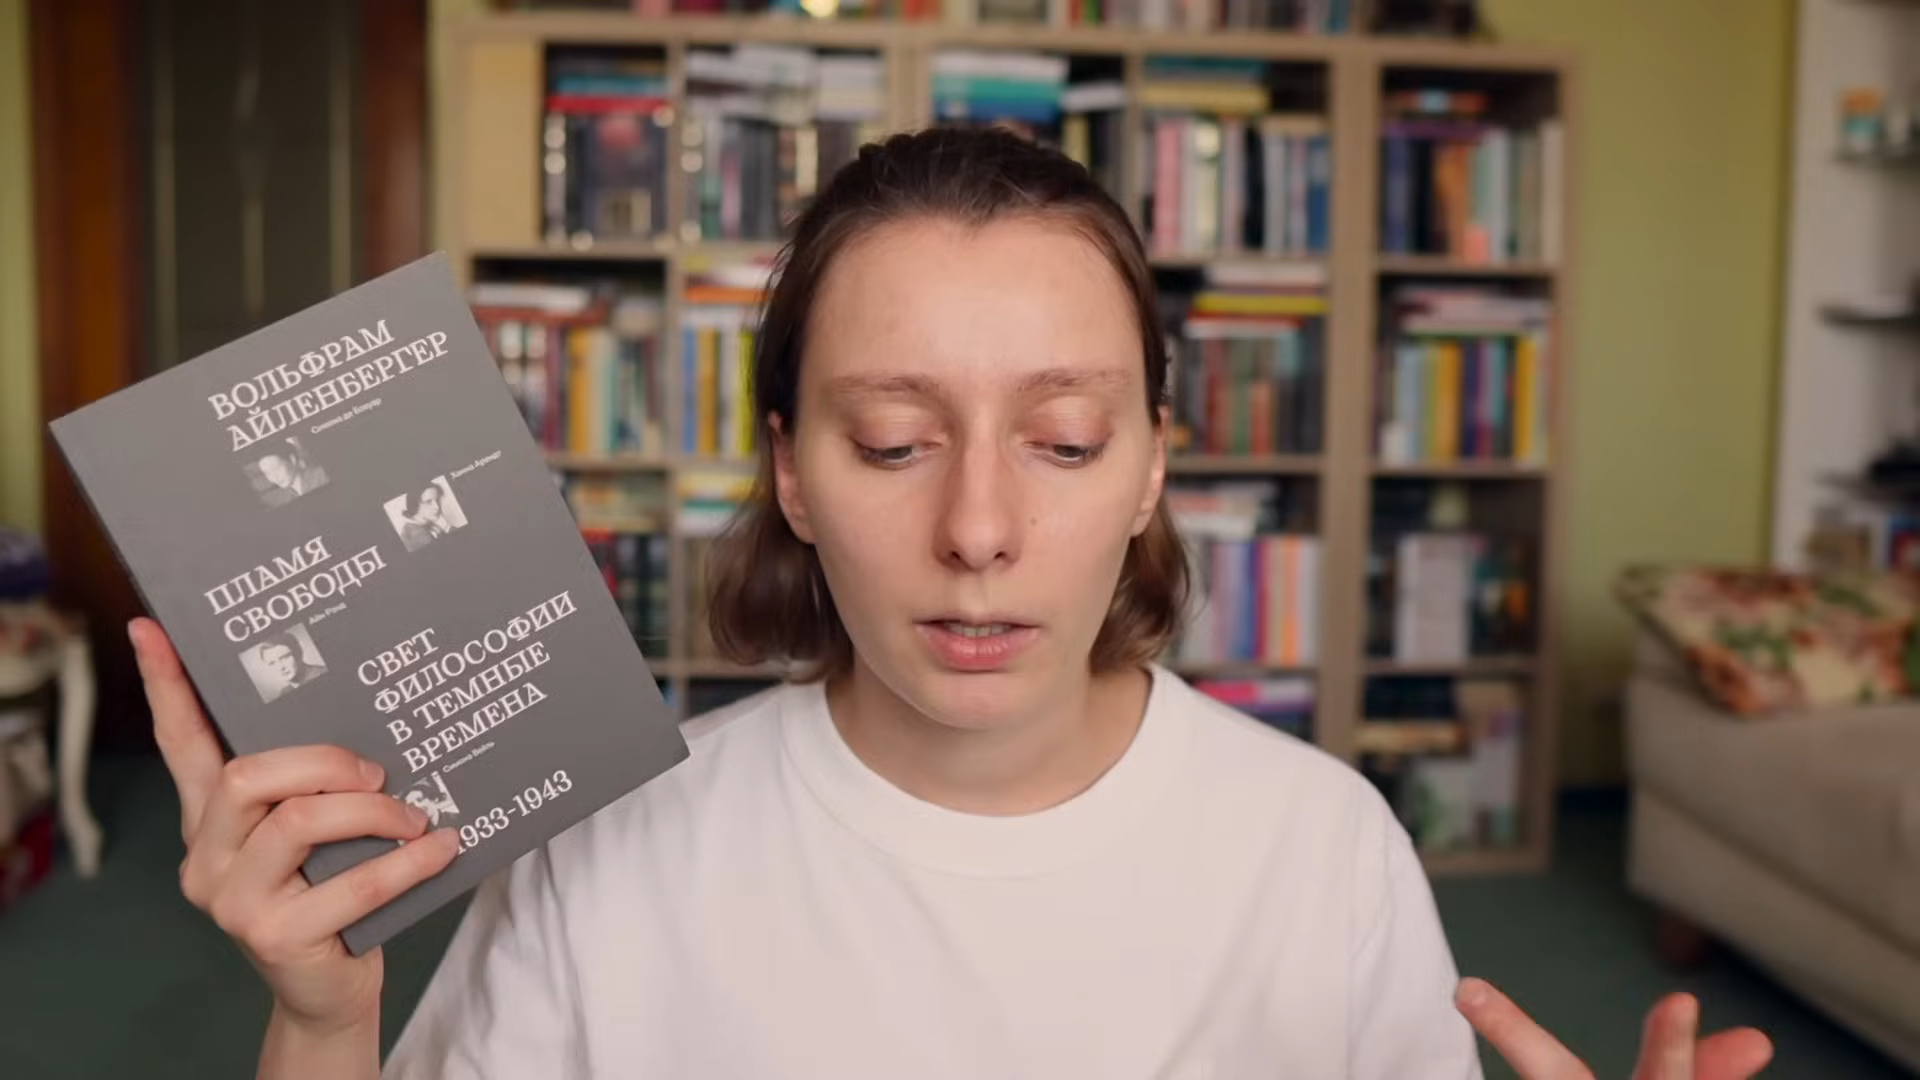 ВОЛЬФРАМ
АЙЛЕНБЕРГЕР
Симона де Бовуар
Ханна Арендт
ПЛАМЯ
СВОБОДЫ
Айн Рэнд
СВЕТ
ФИЛОСОФИИ
В ТЕМНЫЕ
ВРЕМЕНА
Симона Вейль
1933-1943